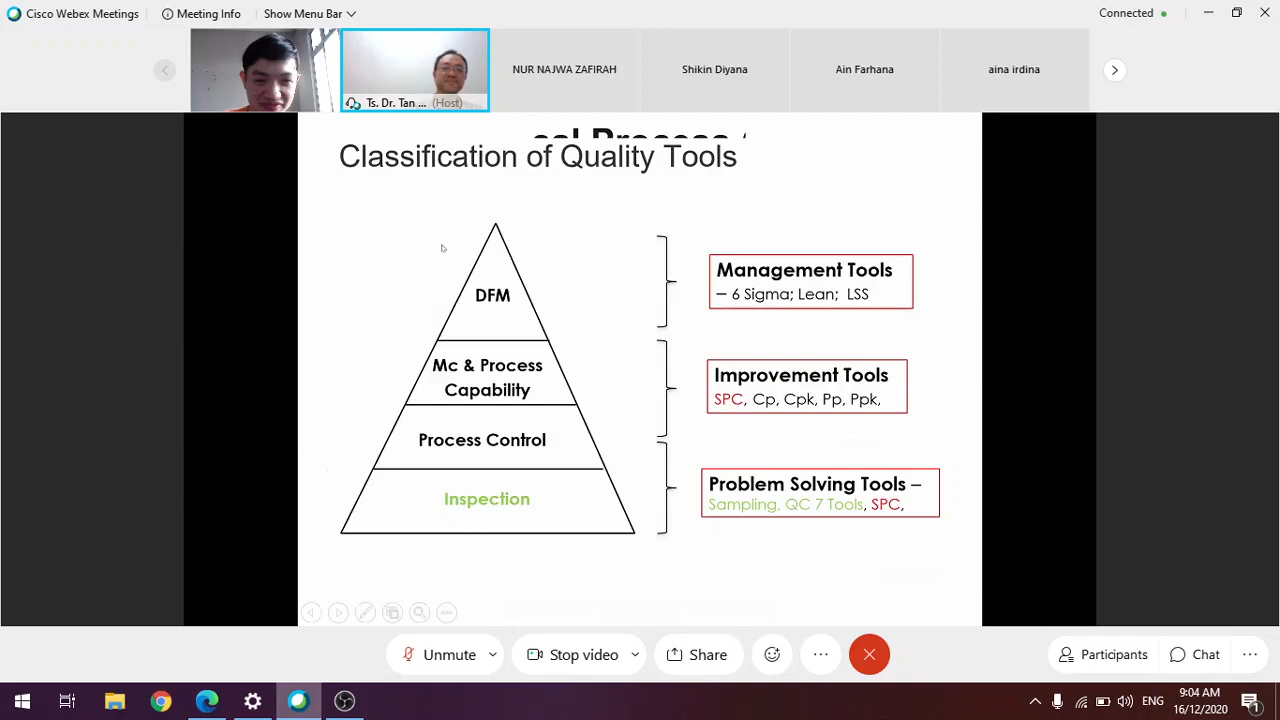 Cisco Webex Meetings
Meeting Info
Show Menu Bar
Connected
NUR NAJWA ZAFIRAH
Shikin Diyana
Ain Farhana
aina irdina
Ts. Dr. Tan ... (Host)
Process
Classification of Quality Tools
DFM
Management Tools
– 6 Sigma; Lean; LSS
Mc & Process
Capability
Improvement Tools
SPC, Cp, Cpk, Pp, Ppk,
Process Control
Inspection
Problem Solving Tools –
Sampling, QC 7 Tools, SPC,
Unmute
Stop video
Share
Participants
Chat
ENG
9:04 AM
16/12/2020
1